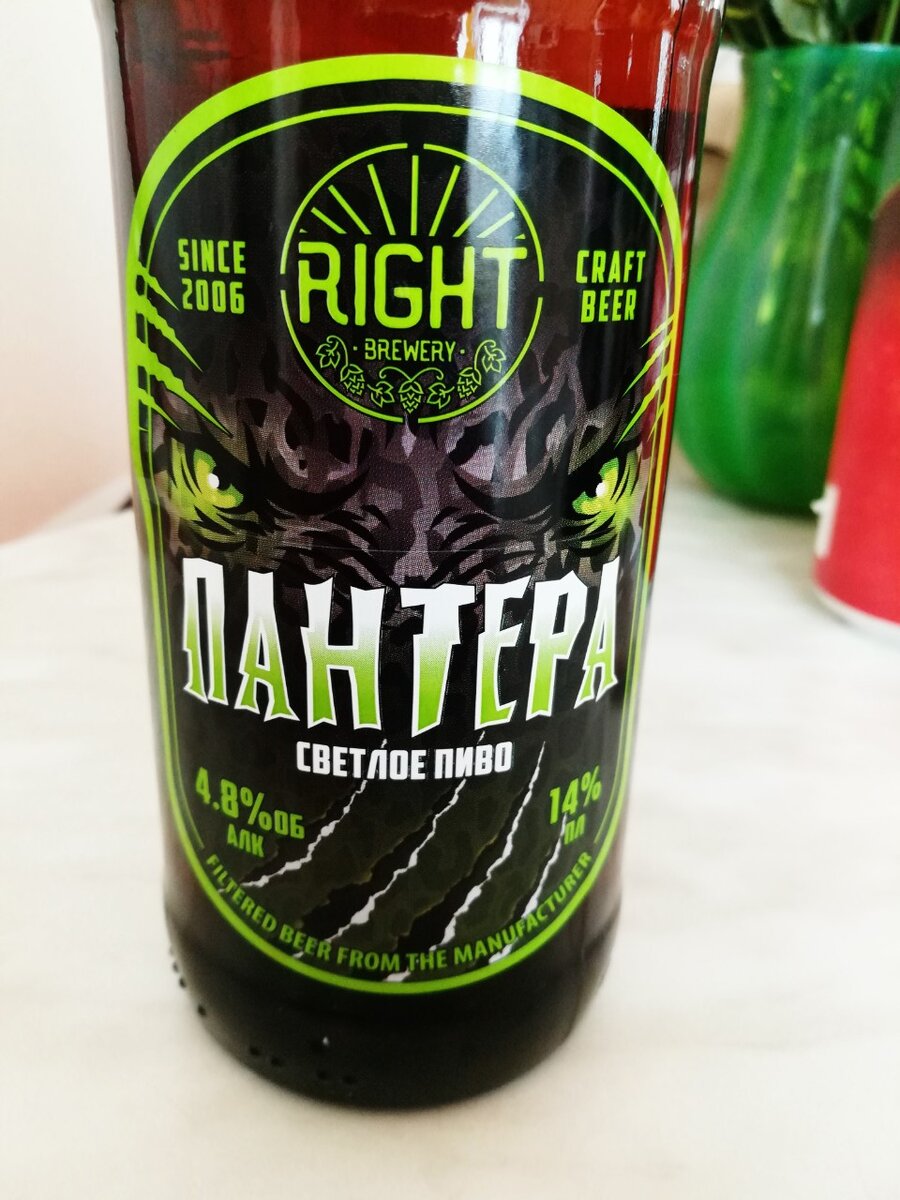 SINCE
2006
RIGHT
· BREWERY ·
CRAFT
BEER
ПАНТЕРА
СВЕТЛОЕ ПИВО
4.8%ОБ
АЛК
14%
ПЛ
FILTERED BEER FROM THE MANUFACTURER